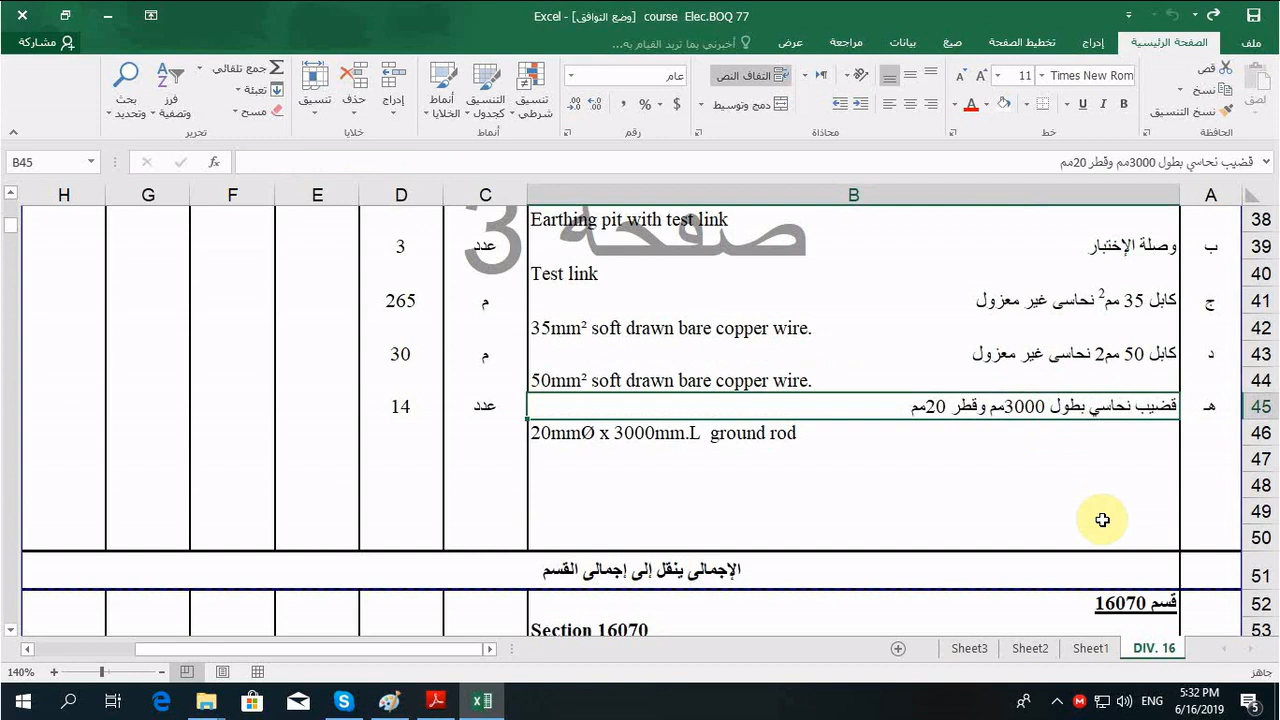 Excel - [وضع التوافق] course Elec.BOQ 77
ملف الصفحة الرئيسية إدراج تخطيط الصفحة صيغ بيانات مراجعة عرض أخبرني بما تريد القيام به... مشاركة
لصق قص نسخ نسخ التنسيق
Times New Rom 11
B I U
التفاف النص
دمج وتوسيط
عام
$ % ,
تنسيق شرطي
التنسيق كجدول
أنماط الخلايا
إدراج حذف تنسيق
جمع تلقائي
تعبئة
مسح
فرز وتصفية
بحث وتحديد
الحافظة خط محاذاة رقم أنماط خلايا تحرير
B45 fx قضيب نحاسي بطول 3000مم وقطر 20مم
H G F E D C B A
صفحة 3
38 Earthing pit with test link
39 ب وصلة الإختبار عدد 3
40 Test link
41 ج كابل 35 مم2 نحاسى غير معزول م 265
42 35mm² soft drawn bare copper wire.
43 د كابل 50 مم2 نحاسى غير معزول م 30
44 50mm² soft drawn bare copper wire.
45 هـ قضيب نحاسي بطول 3000مم وقطر 20مم عدد 14
46 20mmØ x 3000mm.L ground rod
47
48
49
50
51 الإجمالى ينقل إلى إجمالى القسم
52 قسم 16070
53 Section 16070
DIV. 16 Sheet1 Sheet2 Sheet3
جاهز
140%
ENG
5:32 PM
6/16/2019
5